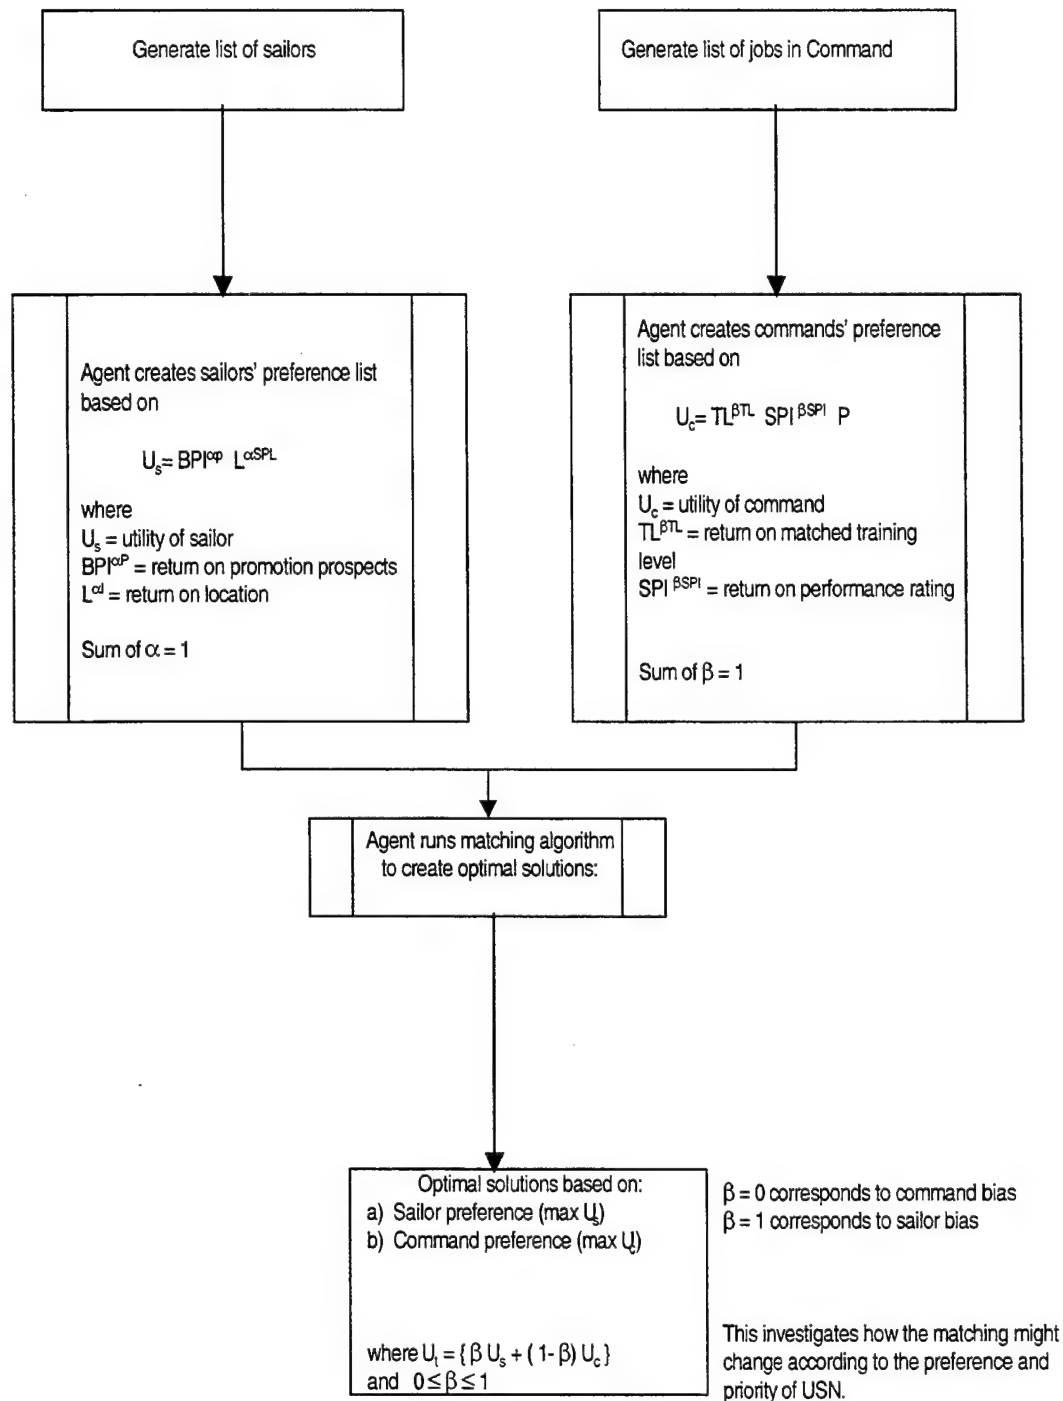 Generate list of sailors
Generate list of jobs in Command
Agent creates sailors' preference list
based on
U_s = BPI^αp L^αSPL
where
U_s = utility of sailor
BPI^αP = return on promotion prospects
L^αl = return on location
Sum of α = 1
Agent creates commands' preference
list based on
U_c = TL^βTL SPI^βSPI P
where
U_c = utility of command
TL^βTL = return on matched training
level
SPI^βSPI = return on performance rating
Sum of β = 1
Agent runs matching algorithm
to create optimal solutions:
Optimal solutions based on:
a) Sailor preference (max U_s)
b) Command preference (max U_c)
where U_t = { β U_s + ( 1- β) U_c }
and 0 ≤ β ≤ 1
β = 0 corresponds to command bias
β = 1 corresponds to sailor bias
This investigates how the matching might
change according to the preference and
priority of USN.